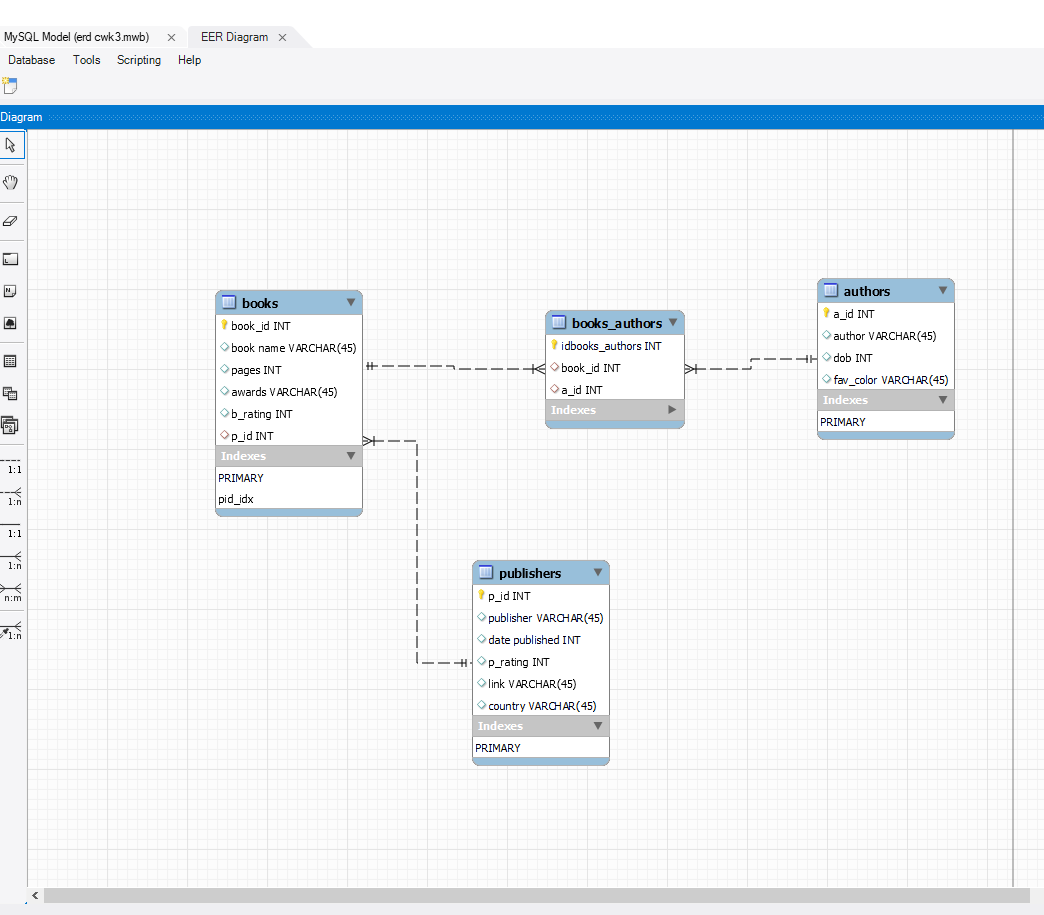 MySQL Model (erd cwk3.mwb)
EER Diagram
Database Tools Scripting Help
Diagram
books
book_id INT
book name VARCHAR(45)
pages INT
awards VARCHAR(45)
b_rating INT
p_id INT
Indexes
PRIMARY
pid_idx
books_authors
idbooks_authors INT
book_id INT
a_id INT
Indexes
authors
a_id INT
author VARCHAR(45)
dob INT
fav_color VARCHAR(45)
Indexes
PRIMARY
publishers
p_id INT
publisher VARCHAR(45)
date published INT
p_rating INT
link VARCHAR(45)
country VARCHAR(45)
Indexes
PRIMARY
1:1
1:n
1:1
1:n
n:m
1:n